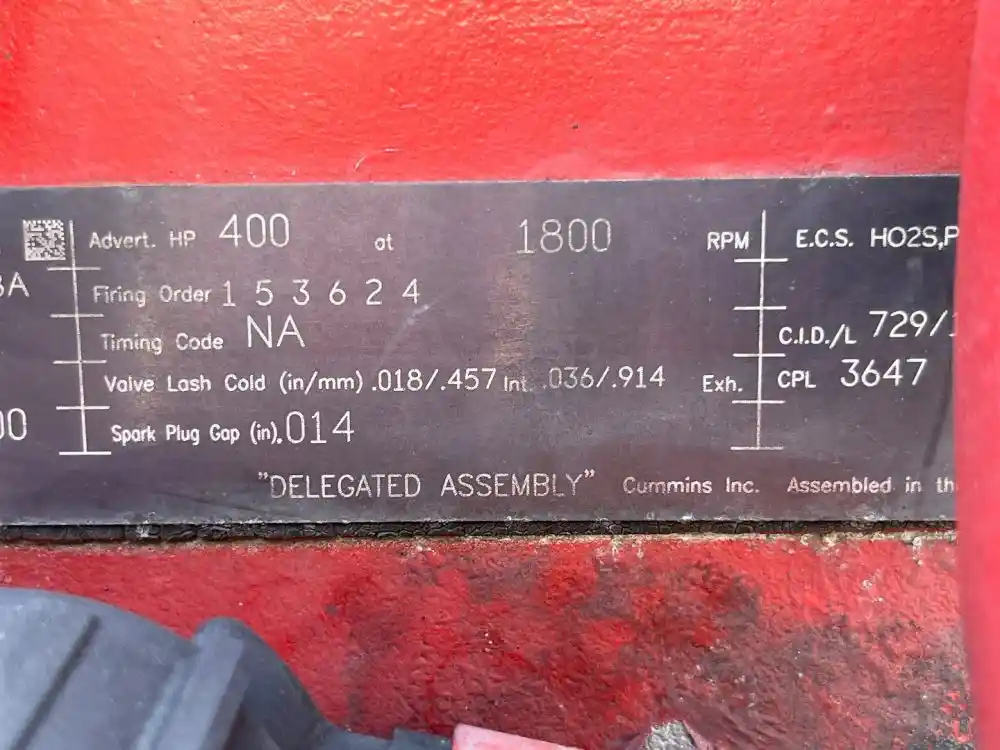 Advert. HP 400 at 1800 RPM E.C.S. HO2S,P
3A Firing Order 1 5 3 6 2 4
Timing Code NA C.I.D./L 729/
Valve Lash Cold (in/mm) .018/.457 Int. .036/.914 Exh. CPL 3647
00 Spark Plug Gap (in) .014
"DELEGATED ASSEMBLY" Cummins Inc. Assembled in th